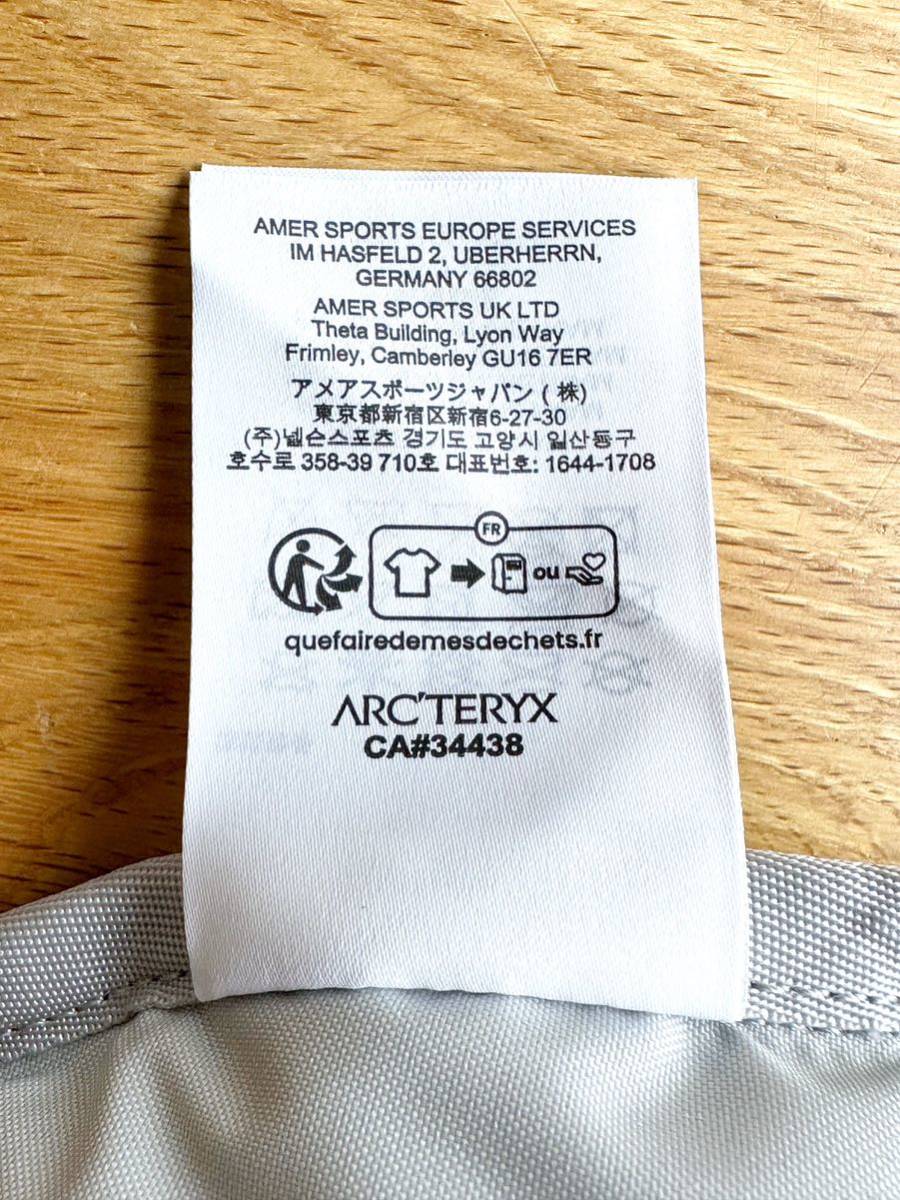 AMER SPORTS EUROPE SERVICES
IM HASFELD 2, UBERHERRN,
GERMANY 66802
AMER SPORTS UK LTD
Theta Building, Lyon Way
Frimley, Camberley GU16 7ER
アメアスポーツジャパン ( 株)
東京都新宿区新宿6-27-30
(주)넬슨스포츠 경기도 고양시 일산동구
호수로 358-39 710호 대표번호: 1644-1708
FR
ou
quefairedemesdechets.fr
ARC'TERYX
CA#34438